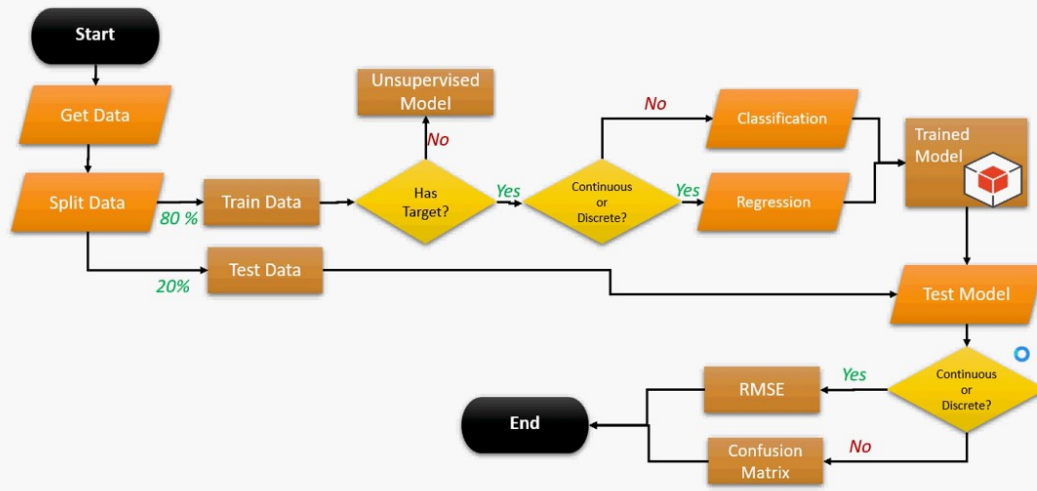 Start
Get Data
Split Data
80 %
20%
Train Data
Test Data
Unsupervised
Model
No
Has
Target?
Yes
Continuous
or
Discrete?
No
Yes
Classification
Regression
Trained
Model
Test Model
Continuous
or
Discrete?
Yes
No
RMSE
Confusion
Matrix
End